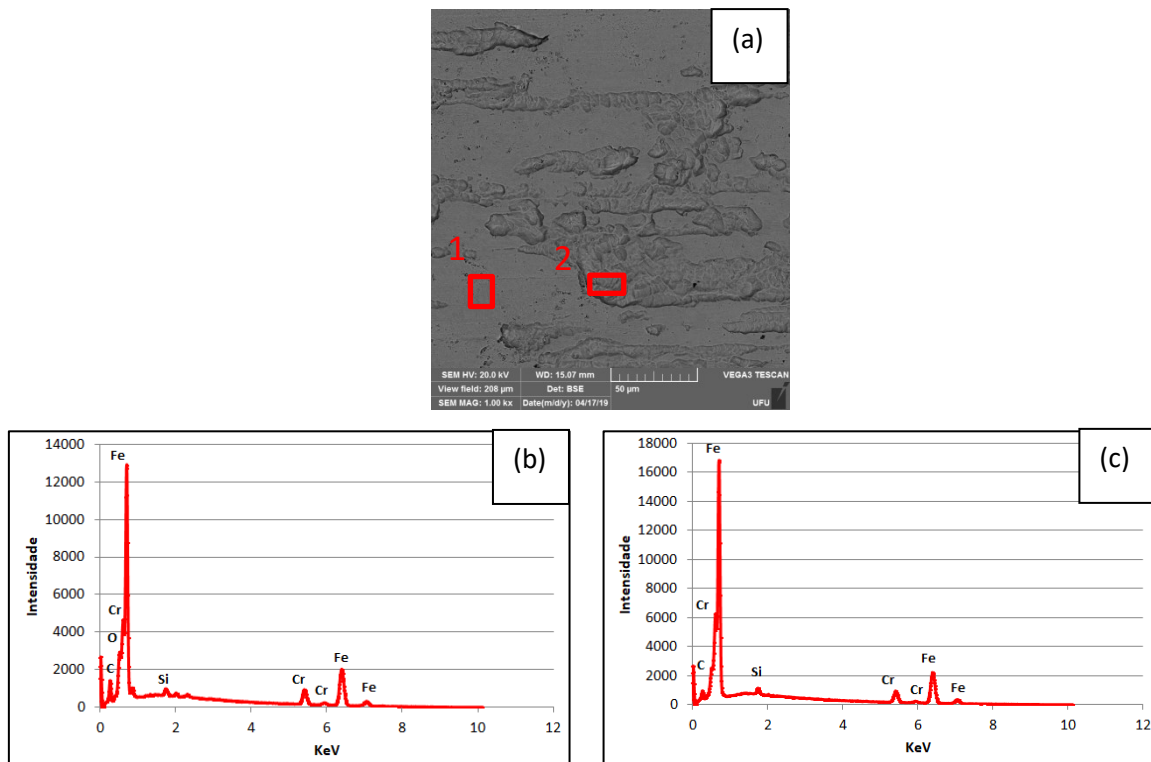 (a)
1
2
SEM HV: 20.0 kV WD: 15.07 mm VEGA3 TESCAN
View field: 208 µm Det: BSE 50 µm
SEM MAG: 1.00 kx Date(m/d/y): 04/17/19 UFU
(b)
14000
12000
10000
8000
6000
4000
2000
0
Intensidade
Fe
Cr
O
C
Si
Cr
Cr
Fe
Fe
0 2 4 6 8 10 12
KeV
(c)
18000
16000
14000
12000
10000
8000
6000
4000
2000
0
Intensidade
Fe
Cr
C
Si
Cr
Cr
Fe
Fe
0 2 4 6 8 10 12
KeV